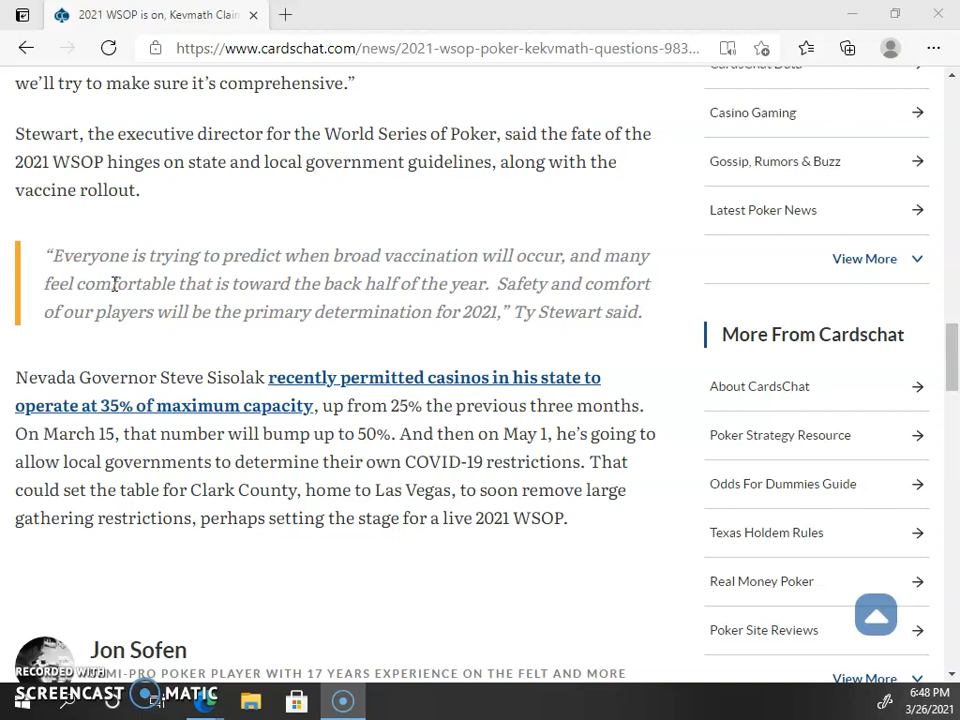 2021 WSOP is on, Kevmath Clain
https://www.cardschat.com/news/2021-wsop-poker-kekvmath-questions-983...
we'll try to make sure it's comprehensive."
Stewart, the executive director for the World Series of Poker, said the fate of the
2021 WSOP hinges on state and local government guidelines, along with the
vaccine rollout.
"Everyone is trying to predict when broad vaccination will occur, and many
feel comfortable that is toward the back half of the year. Safety and comfort
of our players will be the primary determination for 2021," Ty Stewart said.
Nevada Governor Steve Sisolak recently permitted casinos in his state to
operate at 35% of maximum capacity, up from 25% the previous three months.
On March 15, that number will bump up to 50%. And then on May 1, he's going to
allow local governments to determine their own COVID-19 restrictions. That
could set the table for Clark County, home to Las Vegas, to soon remove large
gathering restrictions, perhaps setting the stage for a live 2021 WSOP.
Jon Sofen
SEMI-PRO POKER PLAYER WITH 17 YEARS EXPERIENCE ON THE FELT AND MORE
CardsChat Data
Casino Gaming
Gossip, Rumors & Buzz
Latest Poker News
View More
More From Cardschat
About CardsChat
Poker Strategy Resource
Odds For Dummies Guide
Texas Holdem Rules
Real Money Poker
Poker Site Reviews
View More
RECORDED WITH
SCREENCAST MATIC
6:48 PM
3/26/2021